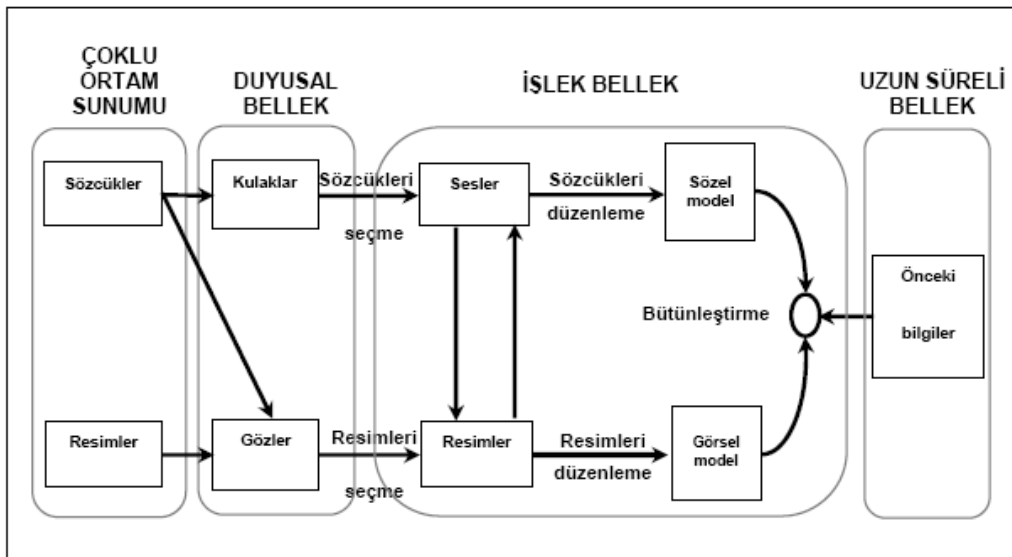 ÇOKLU
ORTAM
SUNUMU
DUYUSAL
BELLEK
İŞLEK BELLEK
UZUN SÜRELİ
BELLEK
Sözcükler
Kulaklar
Sözcükleri
seçme
Sesler
Sözcükleri
düzenleme
Sözel
model
Bütünleştirme
Önceki
bilgiler
Resimler
Gözler
Resimleri
seçme
Resimler
Resimleri
düzenleme
Görsel
model